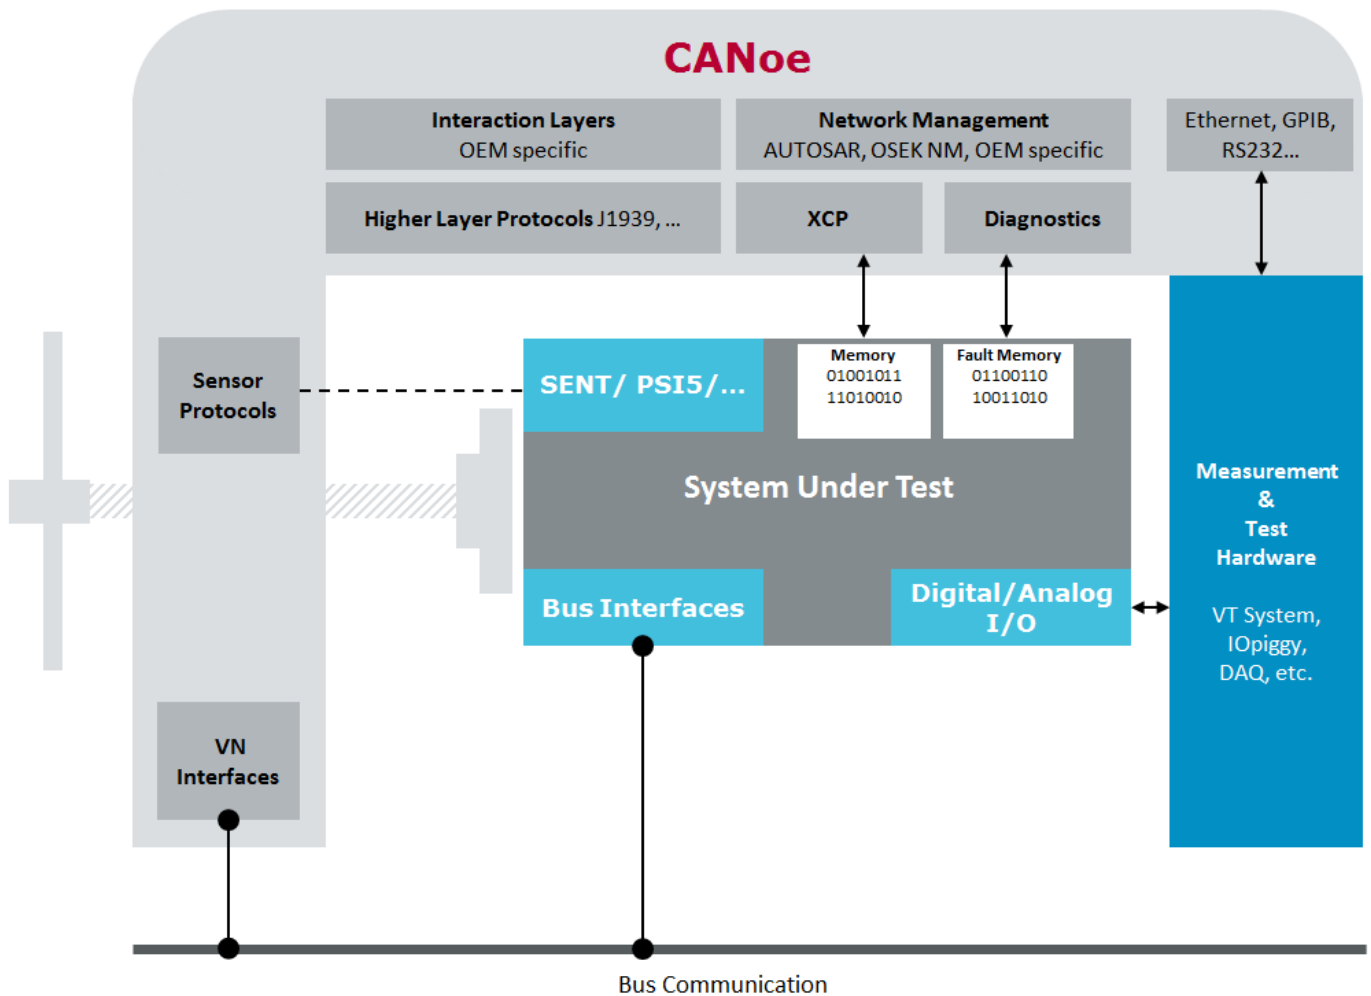 CANoe
Interaction Layers
OEM specific
Network Management
AUTOSAR, OSEK NM, OEM specific
Ethernet, GPIB,
RS232...
Higher Layer Protocols J1939, ...
XCP
Diagnostics
Sensor
Protocols
SENT/ PSI5/...
Memory
01001011
11010010
Fault Memory
01100110
10011010
System Under Test
Measurement
&
Test
Hardware
VT System,
IOpiggy,
DAQ, etc.
Bus Interfaces
Digital/Analog
I/O
VN
Interfaces
Bus Communication